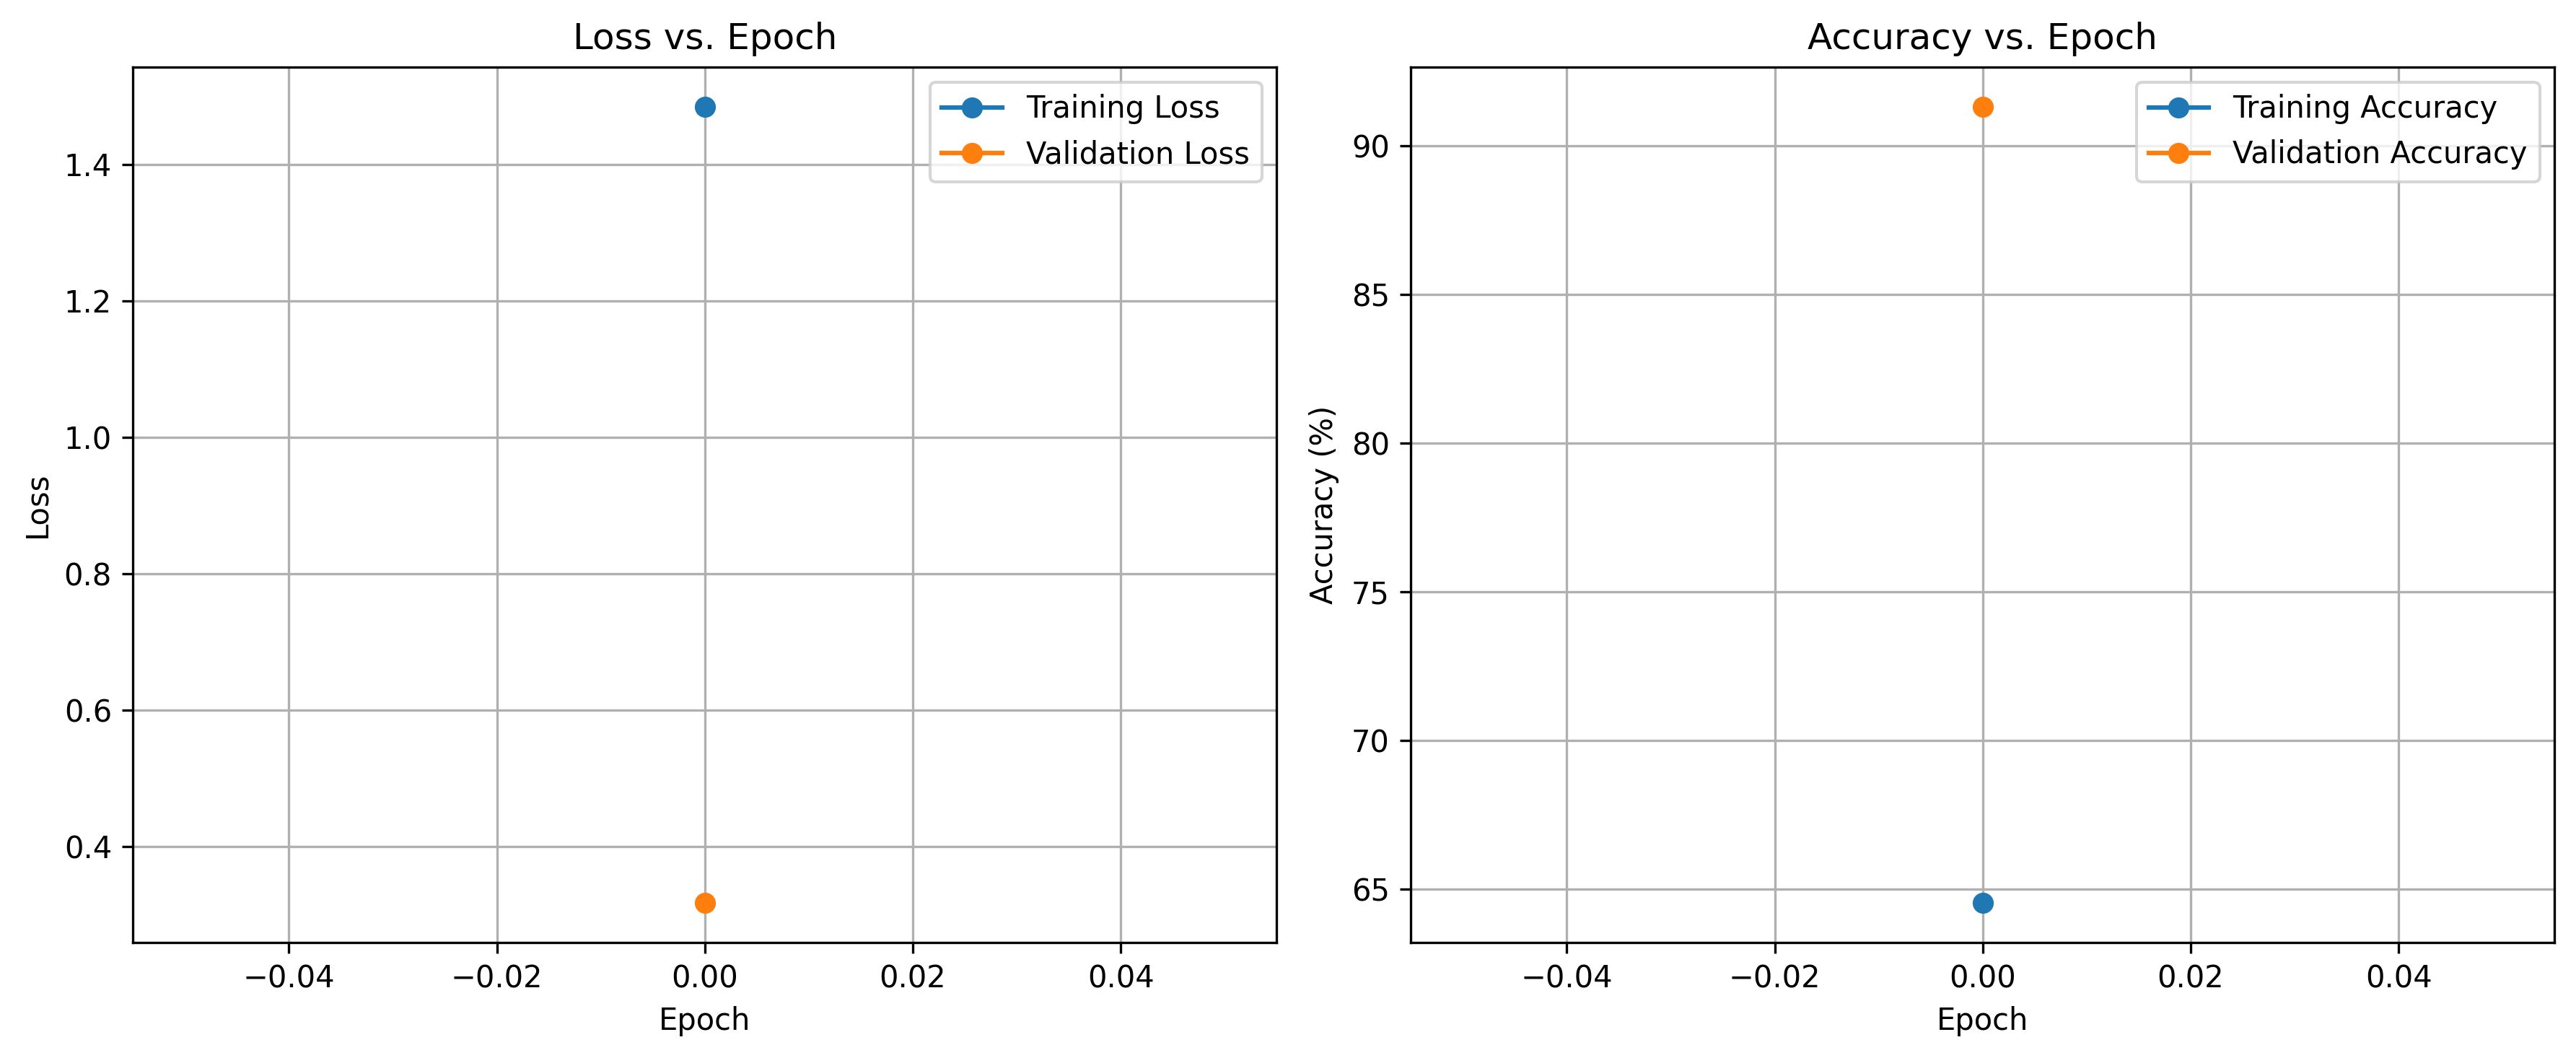 Loss vs. Epoch
Training Loss
Validation Loss
1.4
1.2
1.0
0.8
0.6
0.4
Loss
−0.04 −0.02 0.00 0.02 0.04
Epoch
Accuracy vs. Epoch
Training Accuracy
Validation Accuracy
90
85
80
75
70
65
Accuracy (%)
−0.04 −0.02 0.00 0.02 0.04
Epoch